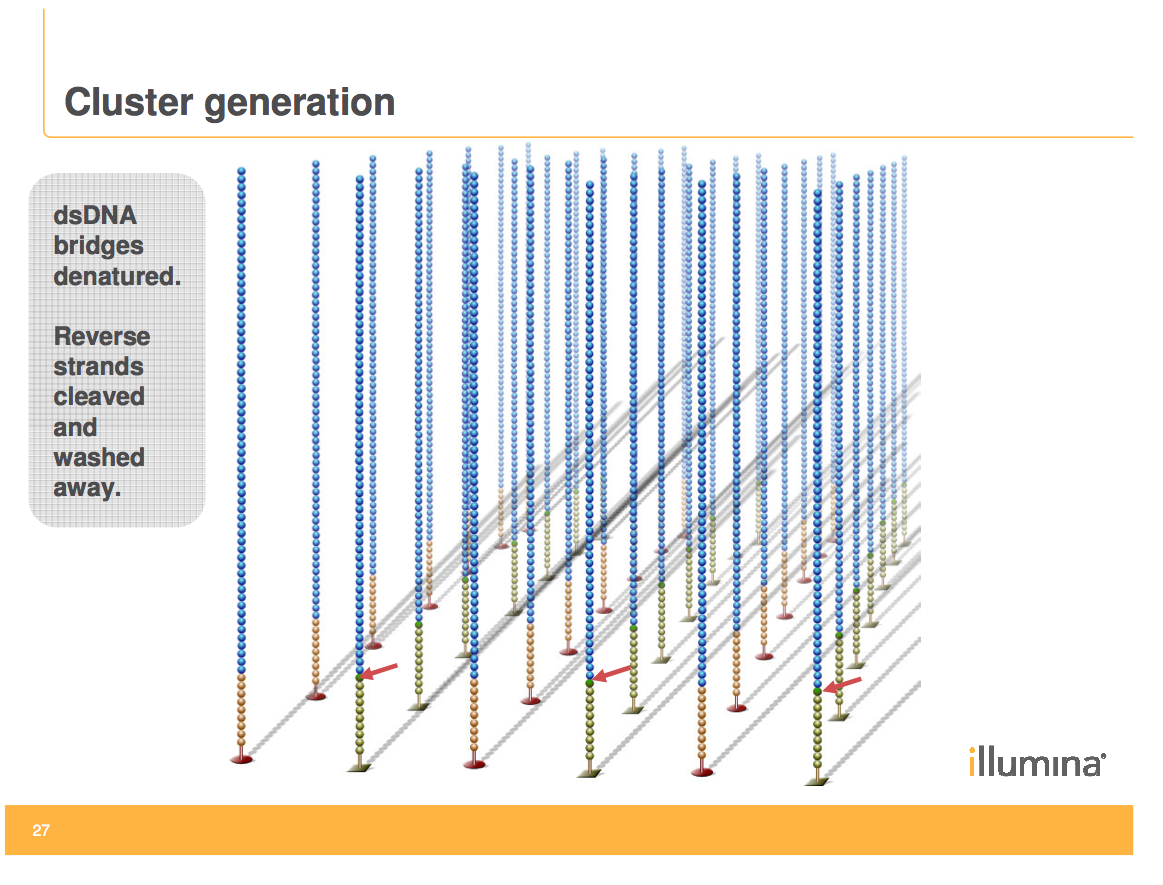 Cluster generation
dsDNA
bridges
denatured.
Reverse
strands
cleaved
and
washed
away.
illumina®
27